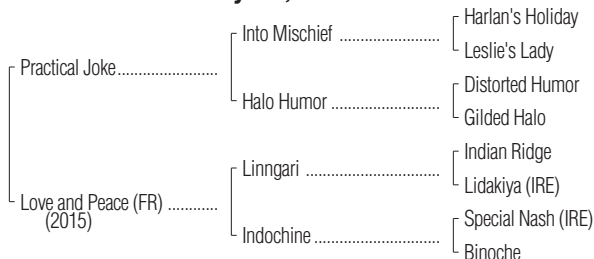 Harlan's Holiday
Into Mischief ....................
Leslie's Lady
Practical Joke.......................
Distorted Humor
Halo Humor ......................
Gilded Halo
Indian Ridge
Linngari ...........................
Lidakiya (IRE)
Love and Peace (FR) ............
(2015)
Special Nash (IRE)
Indochine..........................
Binoche